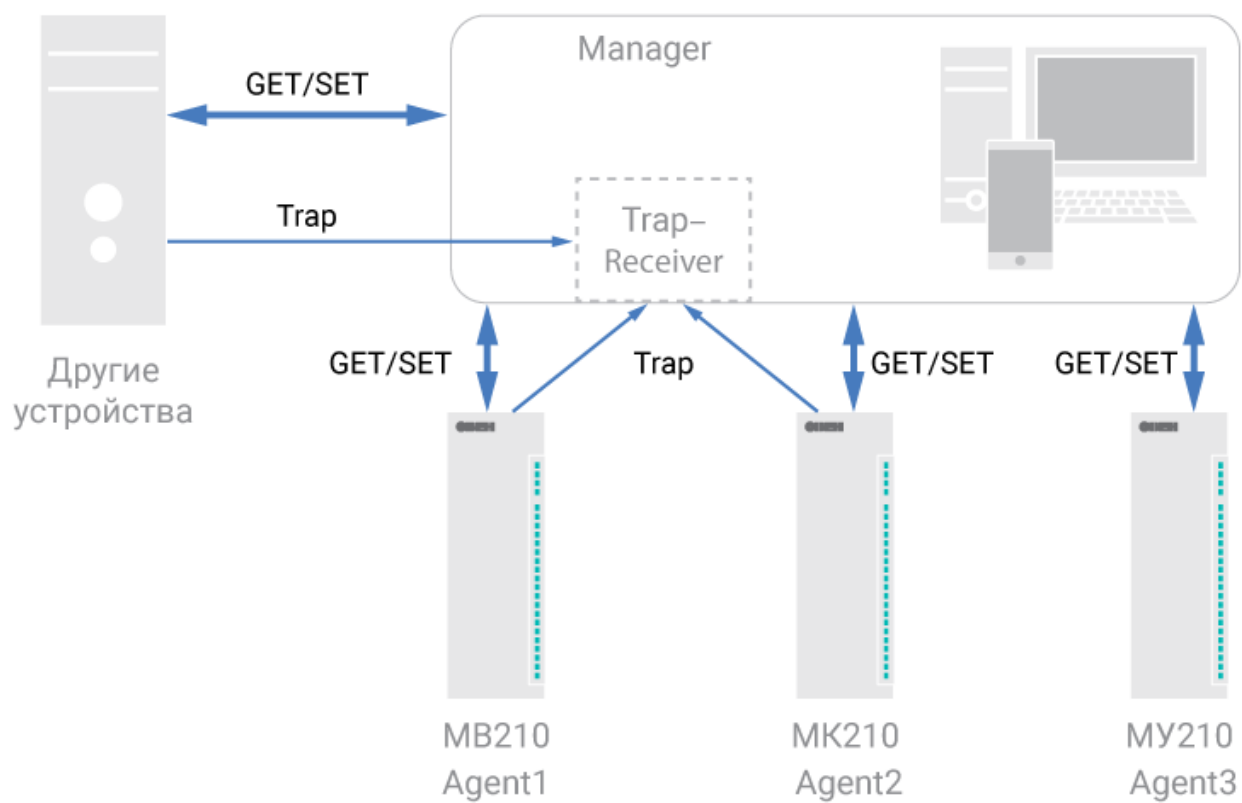 Manager
GET/SET
Trap
Trap–
Receiver
Другие
устройства
GET/SET
Trap
GET/SET
GET/SET
МВ210
Agent1
МК210
Agent2
МУ210
Agent3